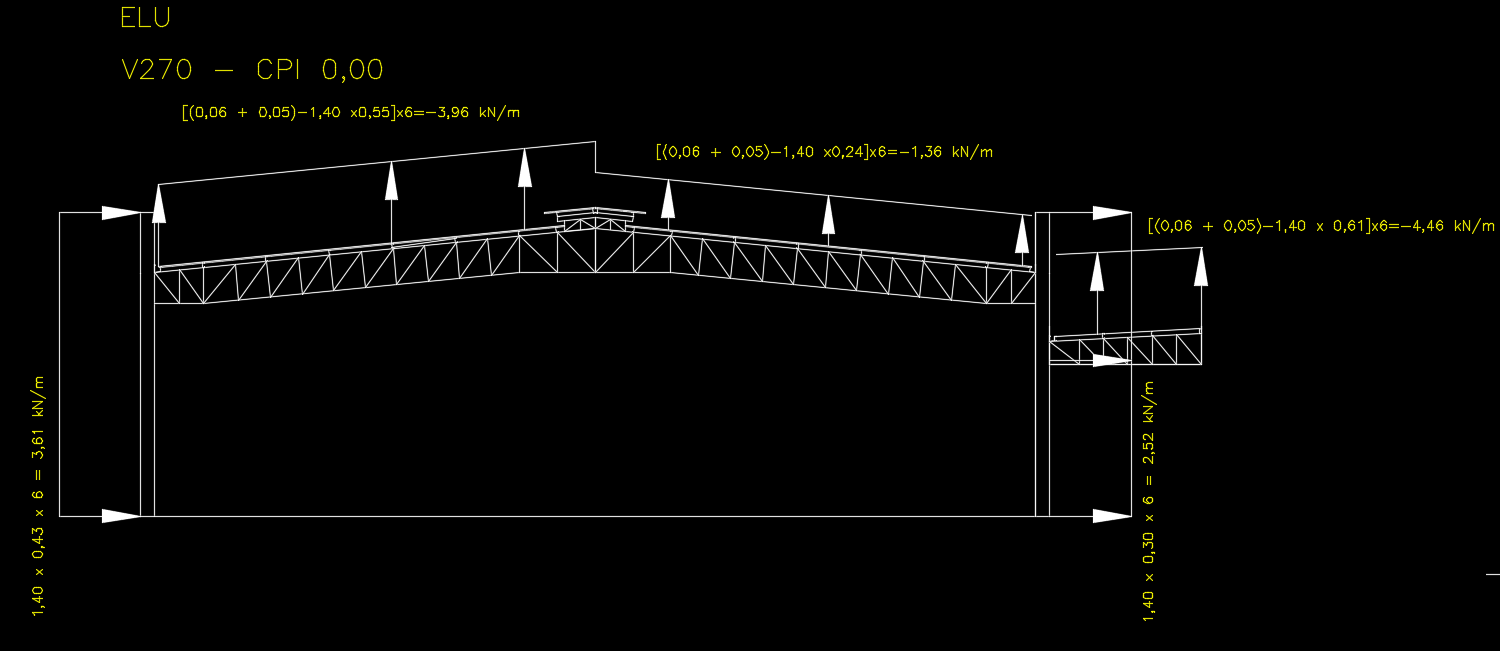 ELU
V270 – CPI 0,00
[(0,06 + 0,05)–1,40 x0,55]x6=–3,96 kN/m
[(0,06 + 0,05)–1,40 x0,24]x6=–1,36 kN/m
[(0,06 + 0,05)–1,40 x 0,61]x6=–4,46 kN/m
1,40 x 0,43 x 6 = 3,61 kN/m
1,40 x 0,30 x 6 = 2,52 kN/m